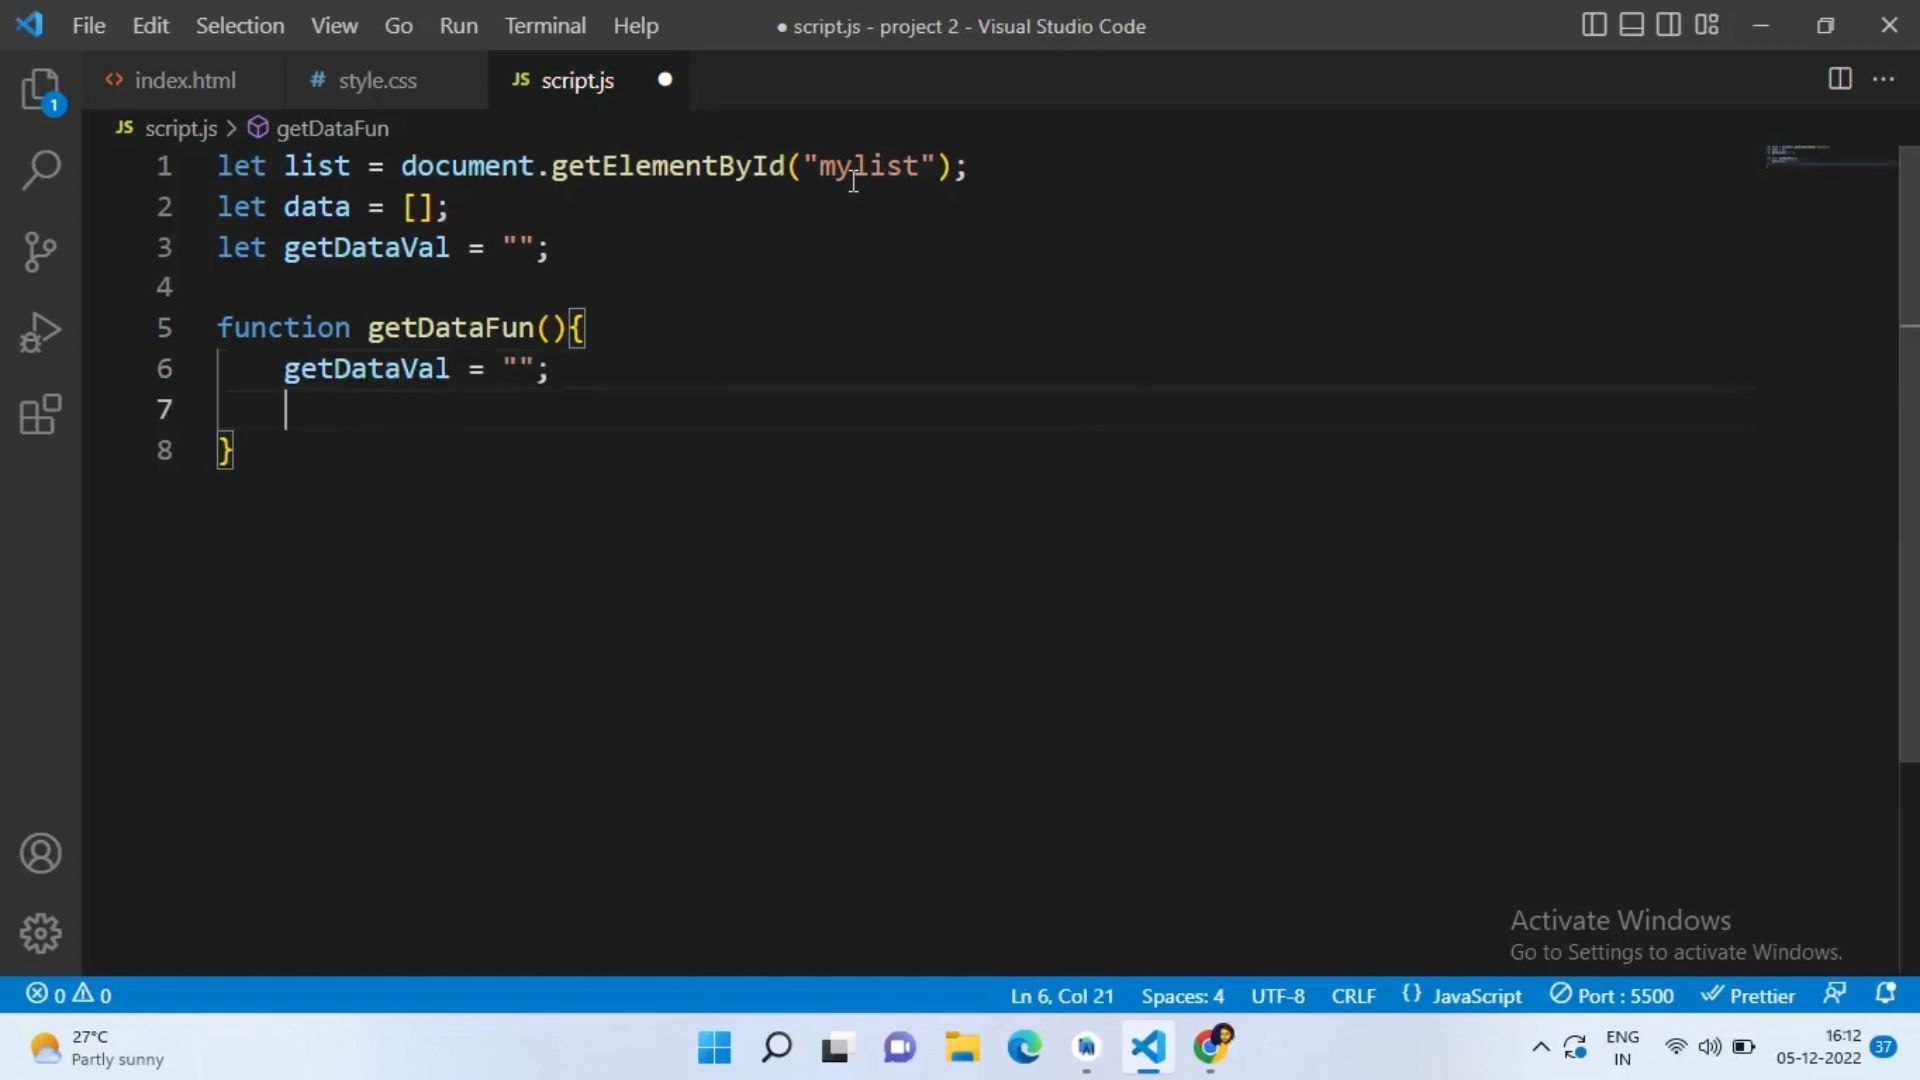 File Edit Selection View Go Run Terminal Help ● script.js - project 2 - Visual Studio Code
<> index.html # style.css JS script.js ●
1
JS script.js > getDataFun
1 let list = document.getElementById("mylist");
2 let data = [];
3 let getDataVal = "";
4
5 function getDataFun(){
6 getDataVal = "";
7
8 }
Activate Windows
Go to Settings to activate Windows.
0 0 Ln 6, Col 21 Spaces: 4 UTF-8 CRLF {} JavaScript Port : 5500 Prettier
27°C
Partly sunny
ENG
IN
16:12
05-12-2022
37